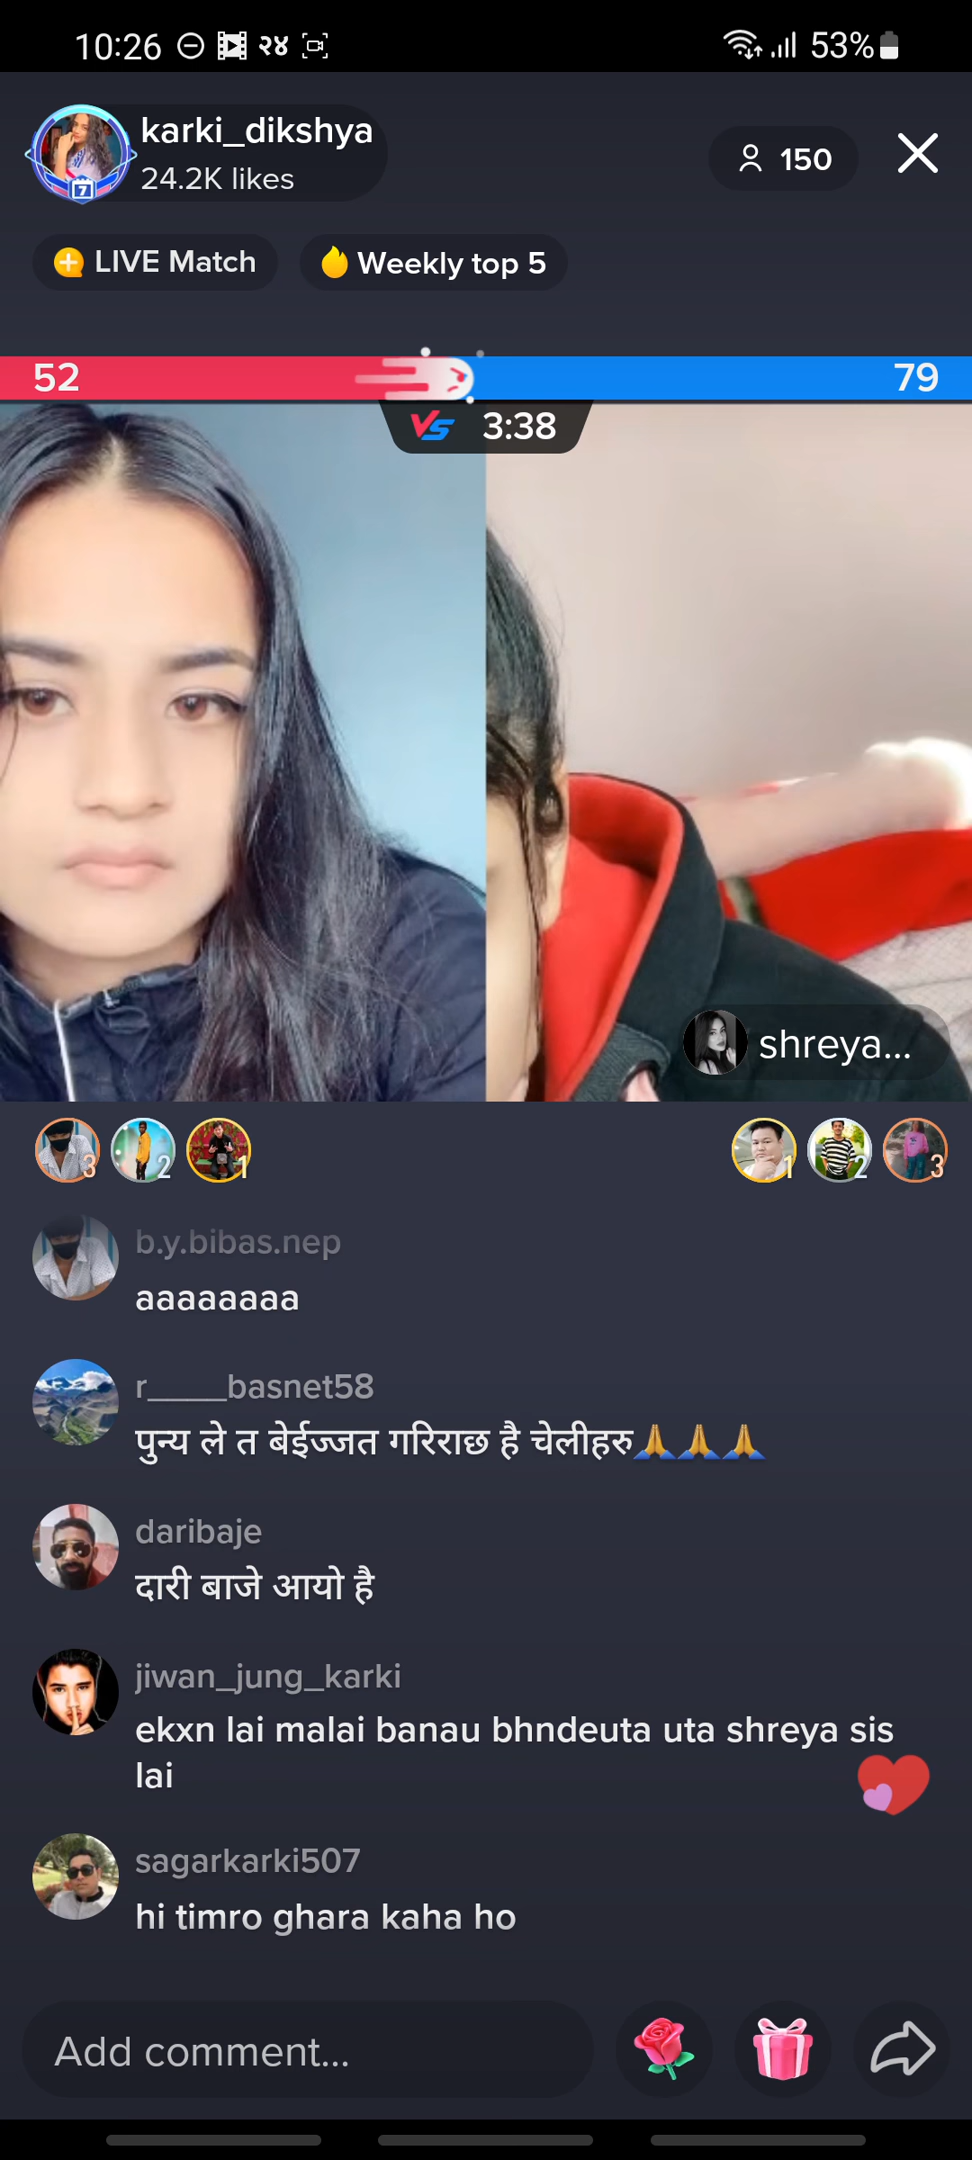 10:26 २४ 53%
karki_dikshya
24.2K likes
150
7
LIVE Match
Weekly top 5
52
79
VS 3:38
shreya...
3 2 1 1 2 3
b.y.bibas.nep
aaaaaaaa
r____basnet58
पुन्य ले त बेईज्जत गरिराछ है चेलीहरु🙏🙏🙏
daribaje
दारी बाजे आयो है
jiwan_jung_karki
ekxn lai malai banau bhndeuta uta shreya sis
lai
sagarkarki507
hi timro ghara kaha ho
Add comment...